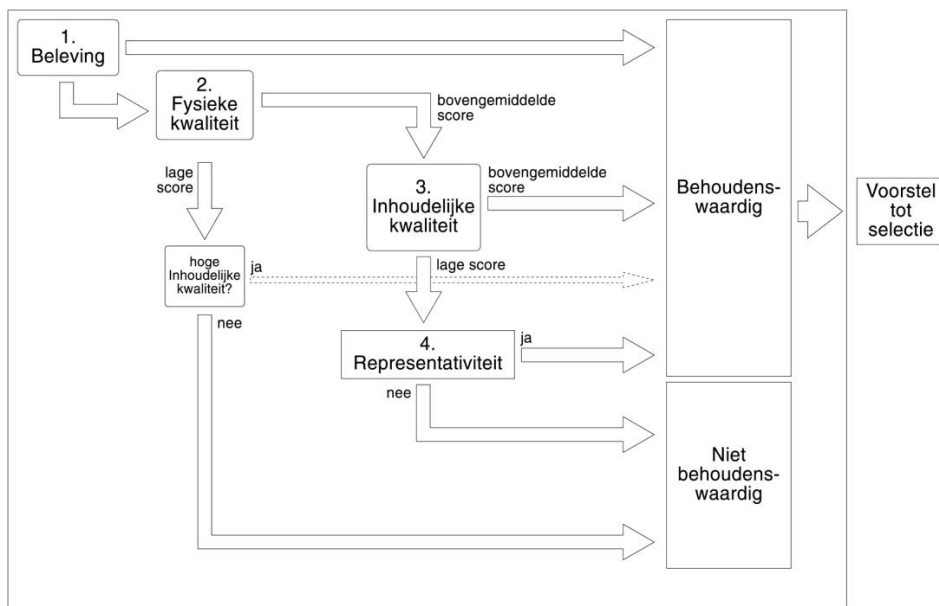 1.
Beleving
2.
Fysieke
kwaliteit
bovengemiddelde
score
lage
score
3.
Inhoudelijke
kwaliteit
bovengemiddelde
score
Behoudens-
waardig
Voorstel
tot
selectie
hoge
Inhoudelijke
kwaliteit?
ja
lage score
nee
4.
Representativiteit
ja
nee
Niet
behoudens-
waardig